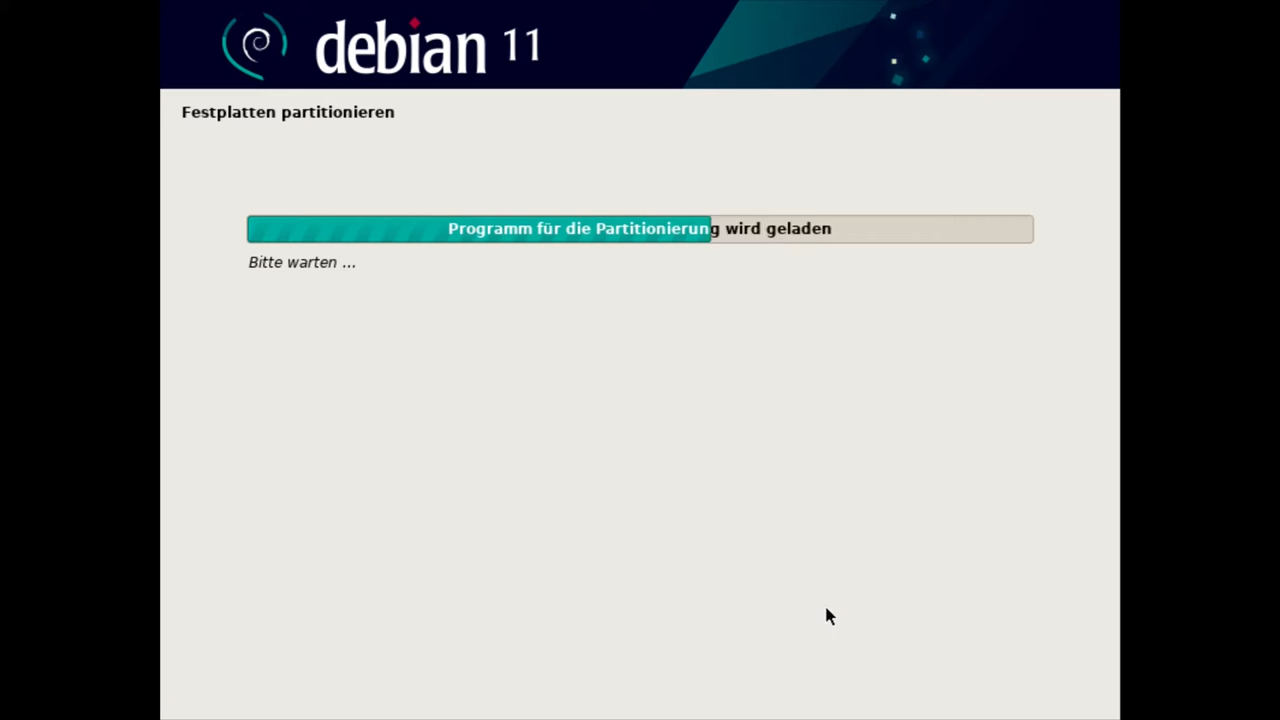 debian 11
Festplatten partitionieren
Programm für die Partitionierung wird geladen
Bitte warten ...